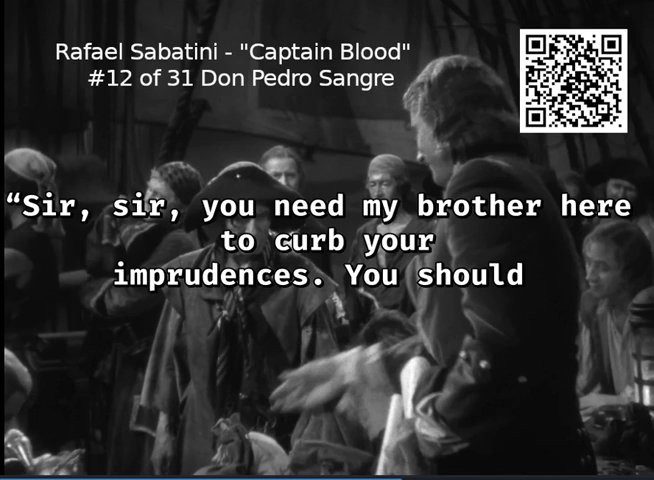 Rafael Sabatini - "Captain Blood"
#12 of 31 Don Pedro Sangre
“Sir, sir, you need my brother here
to curb your
imprudences. You should